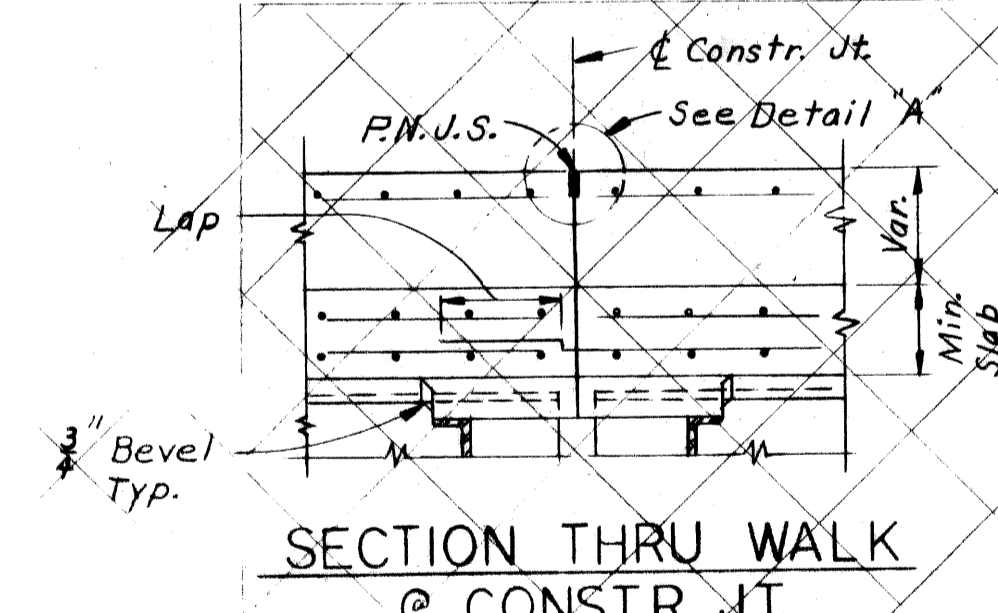 ℄ Constr. Jt.
See Detail "A"
P.N.J.S.
Lap
Var.
Min.
Slab
3/4" Bevel
Typ.
SECTION THRU WALK
@ CONSTR. JT.